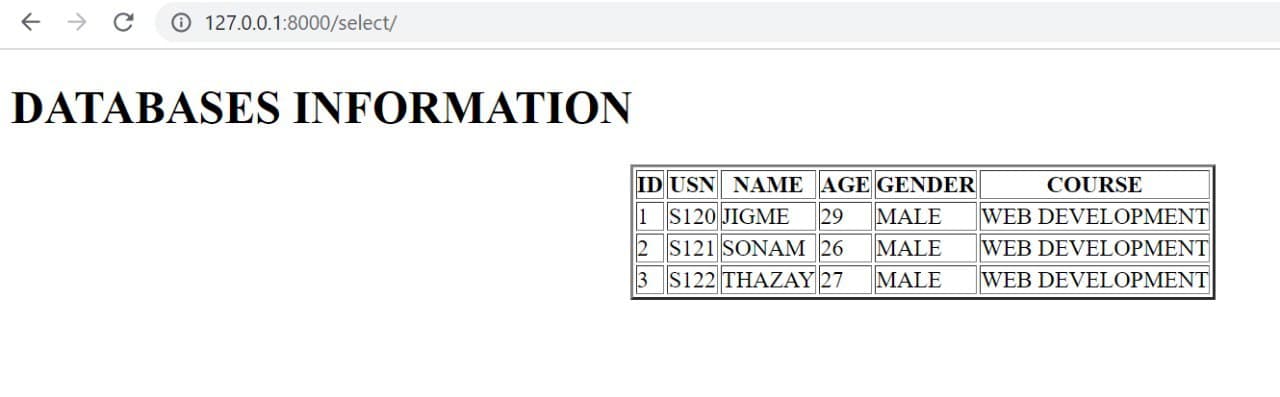 127.0.0.1:8000/select/
DATABASES INFORMATION
ID USN NAME AGE GENDER COURSE
1 S120 JIGME 29 MALE WEB DEVELOPMENT
2 S121 SONAM 26 MALE WEB DEVELOPMENT
3 S122 THAZAY 27 MALE WEB DEVELOPMENT